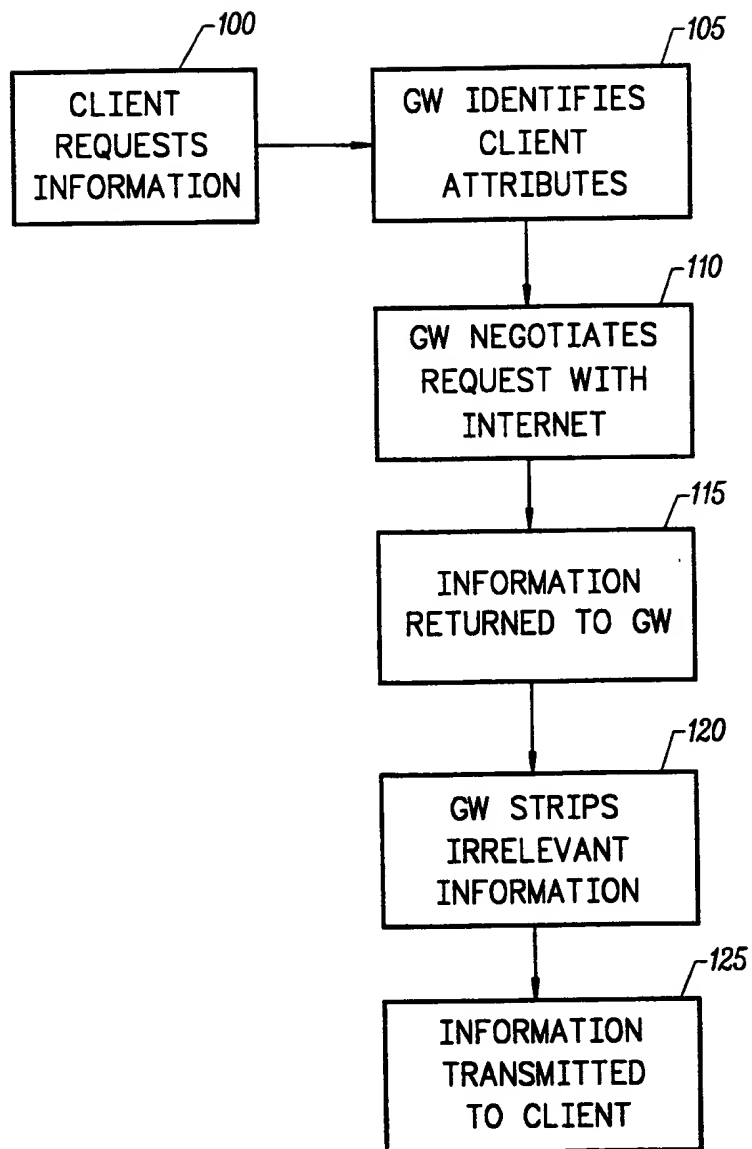 100
CLIENT
REQUESTS
INFORMATION
105
GW IDENTIFIES
CLIENT
ATTRIBUTES
110
GW NEGOTIATES
REQUEST WITH
INTERNET
115
INFORMATION
RETURNED TO GW
120
GW STRIPS
IRRELEVANT
INFORMATION
125
INFORMATION
TRANSMITTED
TO CLIENT